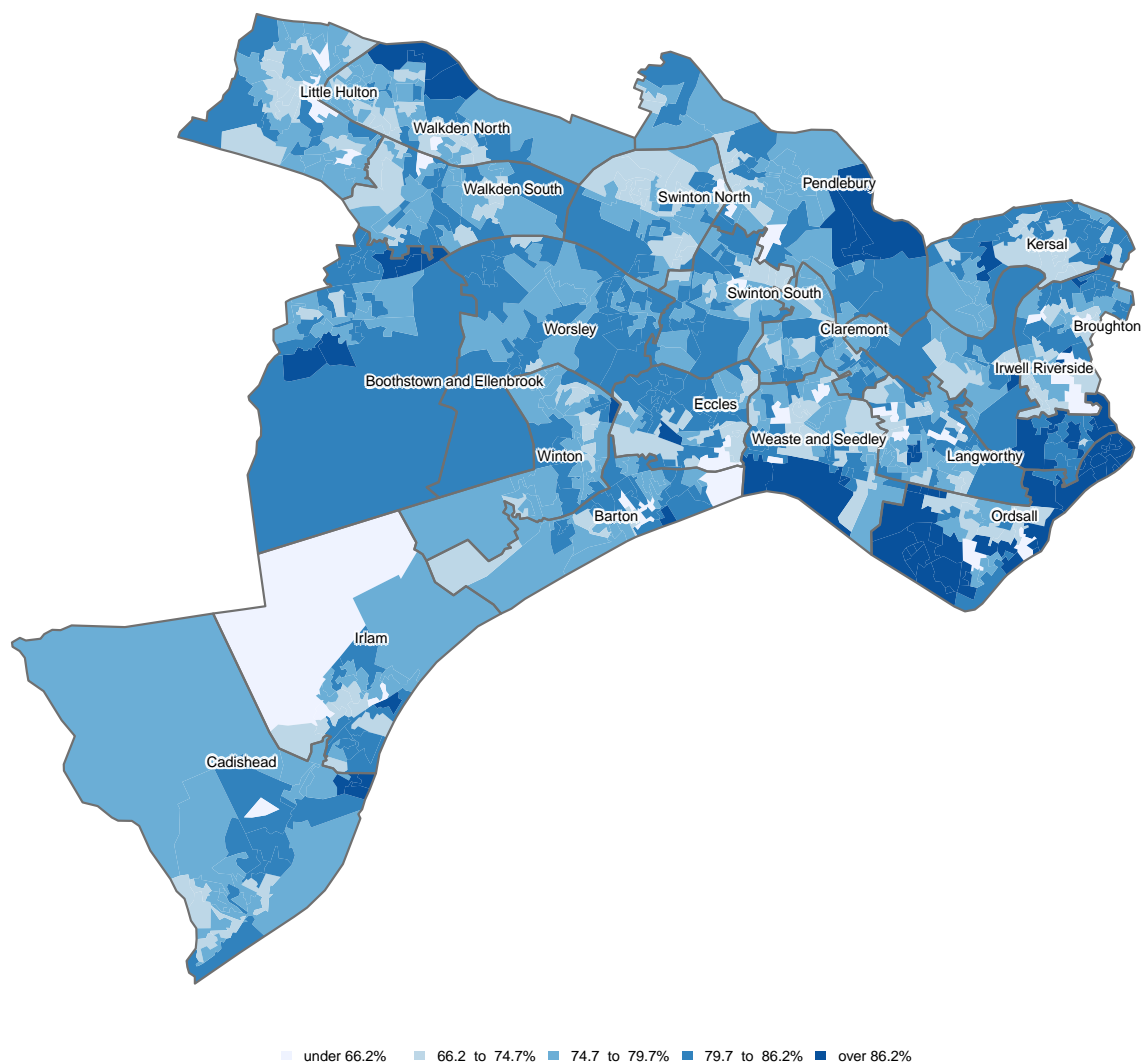 Little Hulton
Walkden North
Walkden South
Swinton North
Pendlebury
Kersal
Swinton South
Broughton
Worsley
Claremont
Irwell Riverside
Boothstown and Ellenbrook
Eccles
Weaste and Seedley
Winton
Langworthy
Barton
Ordsall
Irlam
Cadishead
under 66.2% 66.2 to 74.7% 74.7 to 79.7% 79.7 to 86.2% over 86.2%